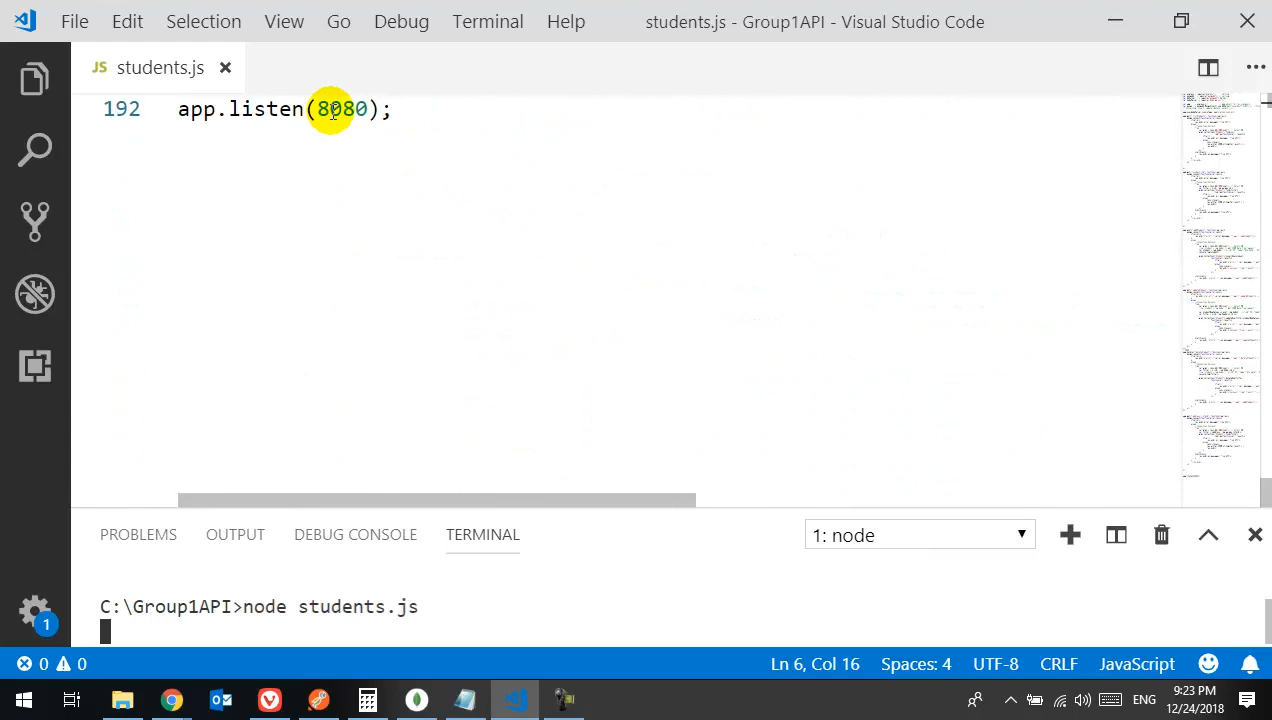 File Edit Selection View Go Debug Terminal Help students.js - Group1API - Visual Studio Code
JS students.js
192 app.listen(8080);
PROBLEMS OUTPUT DEBUG CONSOLE TERMINAL 1: node
C:\Group1API>node students.js
1 0 0 Ln 6, Col 16 Spaces: 4 UTF-8 CRLF JavaScript
ENG 9:23 PM
12/24/2018